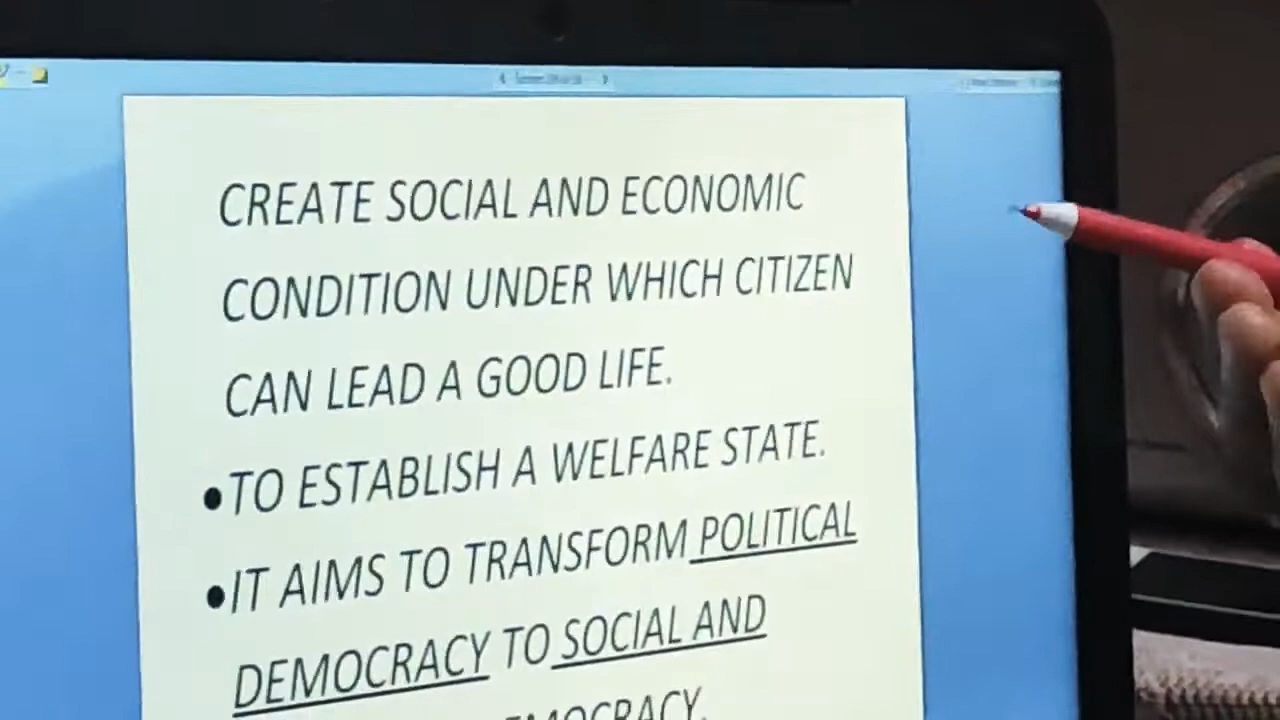 CREATE SOCIAL AND ECONOMIC
CONDITION UNDER WHICH CITIZEN
CAN LEAD A GOOD LIFE.
•TO ESTABLISH A WELFARE STATE.
•IT AIMS TO TRANSFORM POLITICAL
DEMOCRACY TO SOCIAL AND